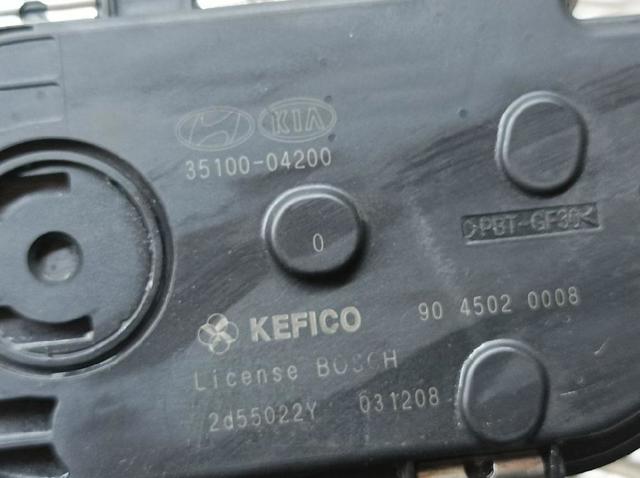 KIA
35100-04200
0
>PBT-GF30<
KEFICO
90 4502 0008
License BOSCH
2d55022Y 031208